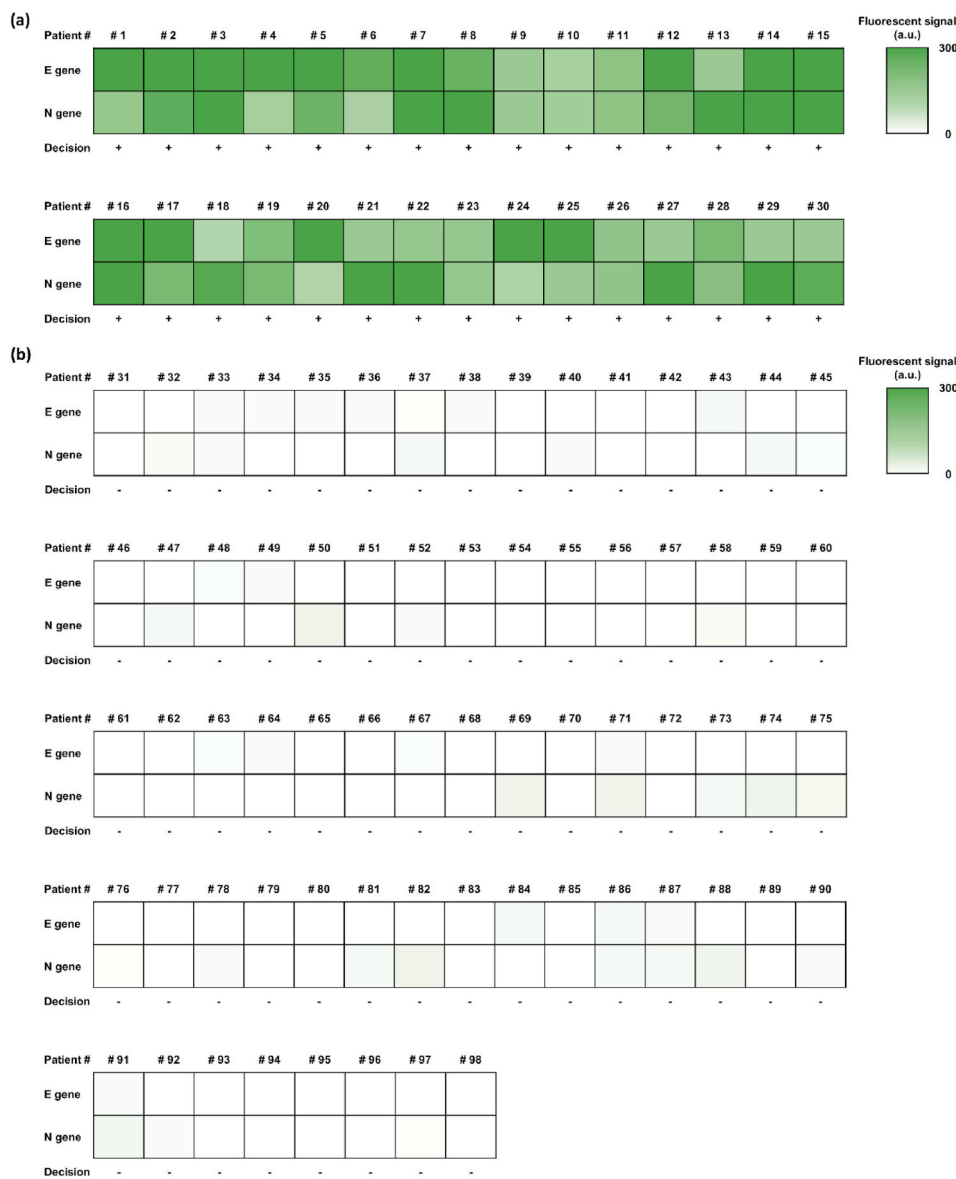 (a)
Patient # # 1 # 2 # 3 # 4 # 5 # 6 # 7 # 8 # 9 # 10 # 11 # 12 # 13 # 14 # 15
E gene
N gene
Decision + + + + + + + + + + + + + + +
Fluorescent signal
(a.u.)
300
0
Patient # # 16 # 17 # 18 # 19 # 20 # 21 # 22 # 23 # 24 # 25 # 26 # 27 # 28 # 29 # 30
E gene
N gene
Decision + + + + + + + + + + + + + + +
(b)
Patient # # 31 # 32 # 33 # 34 # 35 # 36 # 37 # 38 # 39 # 40 # 41 # 42 # 43 # 44 # 45
E gene
N gene
Decision - - - - - - - - - - - - - - -
Fluorescent signal
(a.u.)
300
0
Patient # # 46 # 47 # 48 # 49 # 50 # 51 # 52 # 53 # 54 # 55 # 56 # 57 # 58 # 59 # 60
E gene
N gene
Decision - - - - - - - - - - - - - - -
Patient # # 61 # 62 # 63 # 64 # 65 # 66 # 67 # 68 # 69 # 70 # 71 # 72 # 73 # 74 # 75
E gene
N gene
Decision - - - - - - - - - - - - - - -
Patient # # 76 # 77 # 78 # 79 # 80 # 81 # 82 # 83 # 84 # 85 # 86 # 87 # 88 # 89 # 90
E gene
N gene
Decision - - - - - - - - - - - - - - -
Patient # # 91 # 92 # 93 # 94 # 95 # 96 # 97 # 98
E gene
N gene
Decision - - - - - - - -